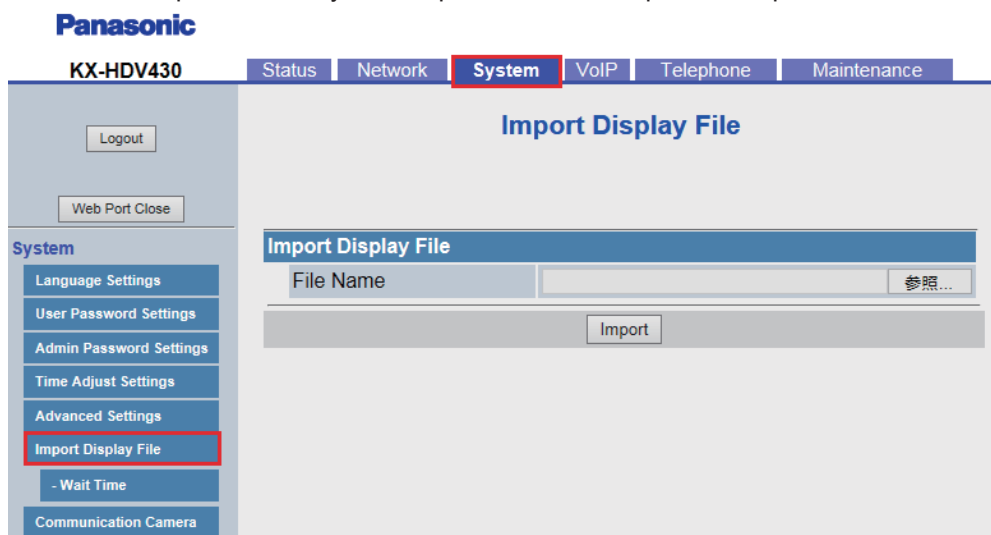 Panasonic
KX-HDV430
Status Network System VoIP Telephone Maintenance
Logout
Web Port Close
System
Language Settings
User Password Settings
Admin Password Settings
Time Adjust Settings
Advanced Settings
Import Display File
- Wait Time
Communication Camera
Import Display File
Import Display File
File Name 参照...
Import